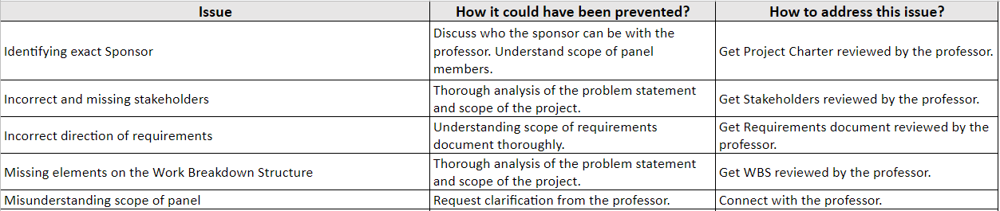 Issue How it could have been prevented? How to address this issue?
Identifying exact Sponsor
Discuss who the sponsor can be with the
professor. Understand scope of panel
members.
Get Project Charter reviewed by the professor.
Incorrect and missing stakeholders
Thorough analysis of the problem statement
and scope of the project.
Get Stakeholders reviewed by the professor.
Incorrect direction of requirements
Understanding scope of requirements
document thoroughly.
Get Requirements document reviewed by the
professor.
Missing elements on the Work Breakdown Structure
Thorough analysis of the problem statement
and scope of the project.
Get WBS reviewed by the professor.
Misunderstanding scope of panel
Request clarification from the professor.
Connect with the professor.